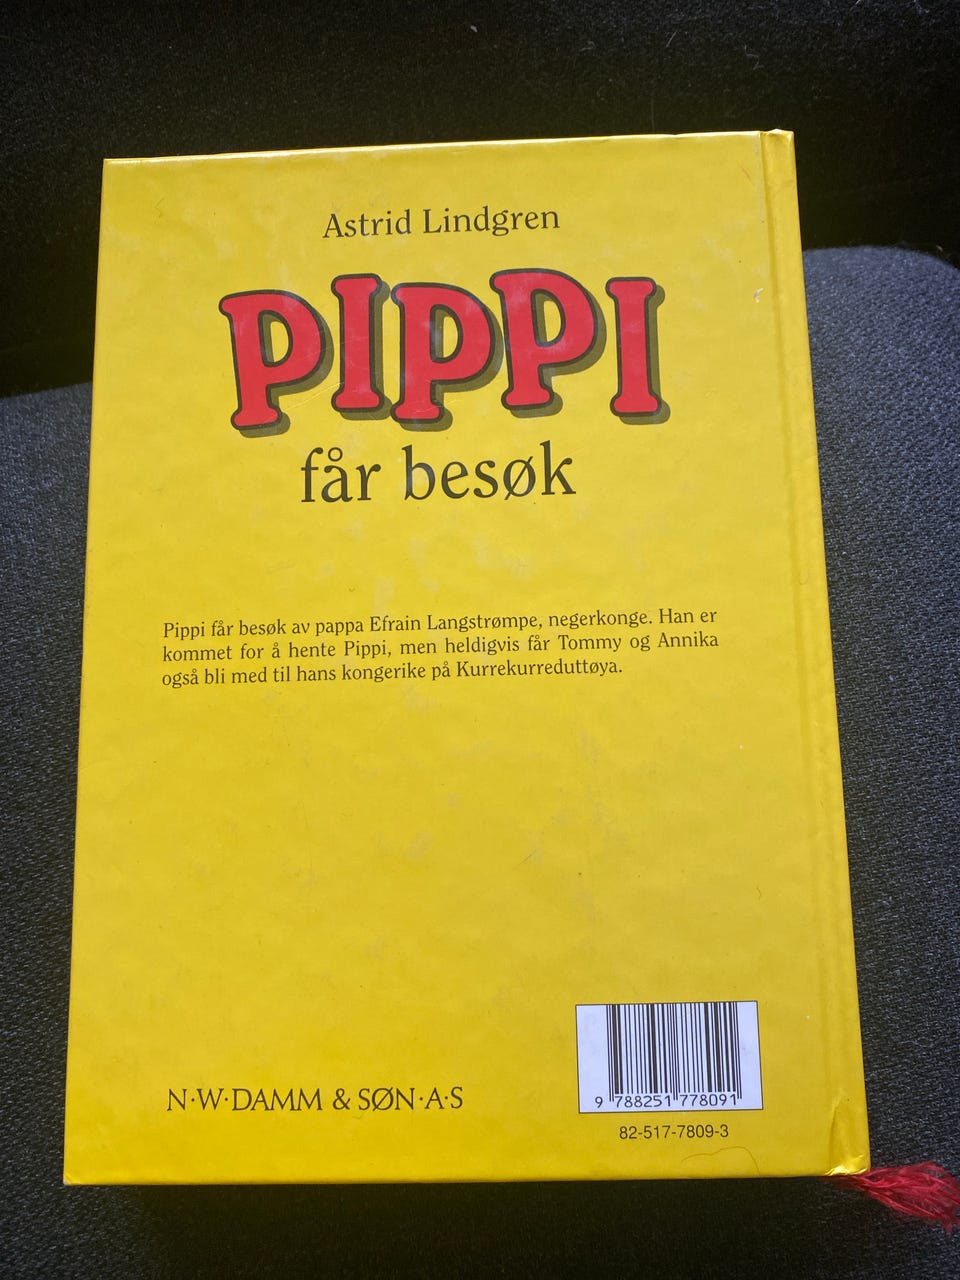 Astrid Lindgren
PIPPI
får besøk
Pippi får besøk av pappa Efrain Langstrømpe, negerkonge. Han er
kommet for å hente Pippi, men heldigvis får Tommy og Annika
også bli med til hans kongerike på Kurrekurreduttøya.
N·W·DAMM & SØN·A·S
9 788251 778091
82-517-7809-3